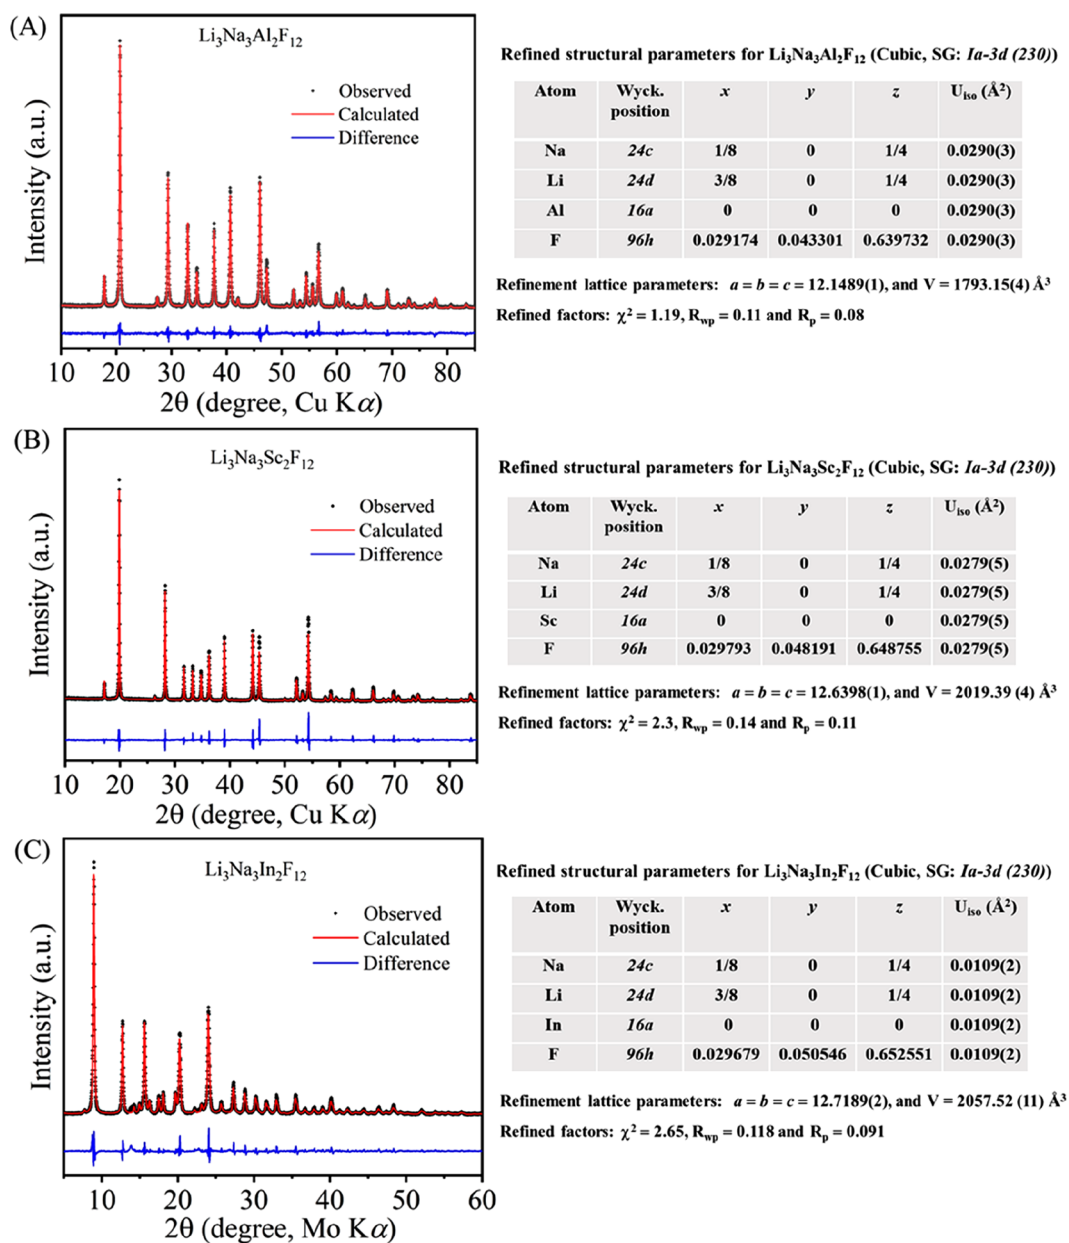 (A)
Li₃Na₃Al₂F₁₂
Observed
Calculated
Difference
Intensity (a.u.)
10 20 30 40 50 60 70 80
2θ (degree, Cu Kα)
Refined structural parameters for Li₃Na₃Al₂F₁₂ (Cubic, SG: Ia-3d (230))
Atom Wyck. position x y z Uiso (Å²)
Na 24c 1/8 0 1/4 0.0290(3)
Li 24d 3/8 0 1/4 0.0290(3)
Al 16a 0 0 0 0.0290(3)
F 96h 0.029174 0.043301 0.639732 0.0290(3)
Refinement lattice parameters: a = b = c = 12.1489(1), and V = 1793.15(4) Å³
Refined factors: χ² = 1.19, Rwp = 0.11 and Rp = 0.08
(B)
Li₃Na₃Sc₂F₁₂
Observed
Calculated
Difference
Intensity (a.u.)
10 20 30 40 50 60 70 80
2θ (degree, Cu Kα)
Refined structural parameters for Li₃Na₃Sc₂F₁₂ (Cubic, SG: Ia-3d (230))
Atom Wyck. position x y z Uiso (Å²)
Na 24c 1/8 0 1/4 0.0279(5)
Li 24d 3/8 0 1/4 0.0279(5)
Sc 16a 0 0 0 0.0279(5)
F 96h 0.029793 0.048191 0.648755 0.0279(5)
Refinement lattice parameters: a = b = c = 12.6398(1), and V = 2019.39 (4) Å³
Refined factors: χ² = 2.3, Rwp = 0.14 and Rp = 0.11
(C)
Li₃Na₃In₂F₁₂
Observed
Calculated
Difference
Intensity (a.u.)
10 20 30 40 50 60
2θ (degree, Mo Kα)
Refined structural parameters for Li₃Na₃In₂F₁₂ (Cubic, SG: Ia-3d (230))
Atom Wyck. position x y z Uiso (Å²)
Na 24c 1/8 0 1/4 0.0109(2)
Li 24d 3/8 0 1/4 0.0109(2)
In 16a 0 0 0 0.0109(2)
F 96h 0.029679 0.050546 0.652551 0.0109(2)
Refinement lattice parameters: a = b = c = 12.7189(2), and V = 2057.52 (11) Å³
Refined factors: χ² = 2.65, Rwp = 0.118 and Rp = 0.091